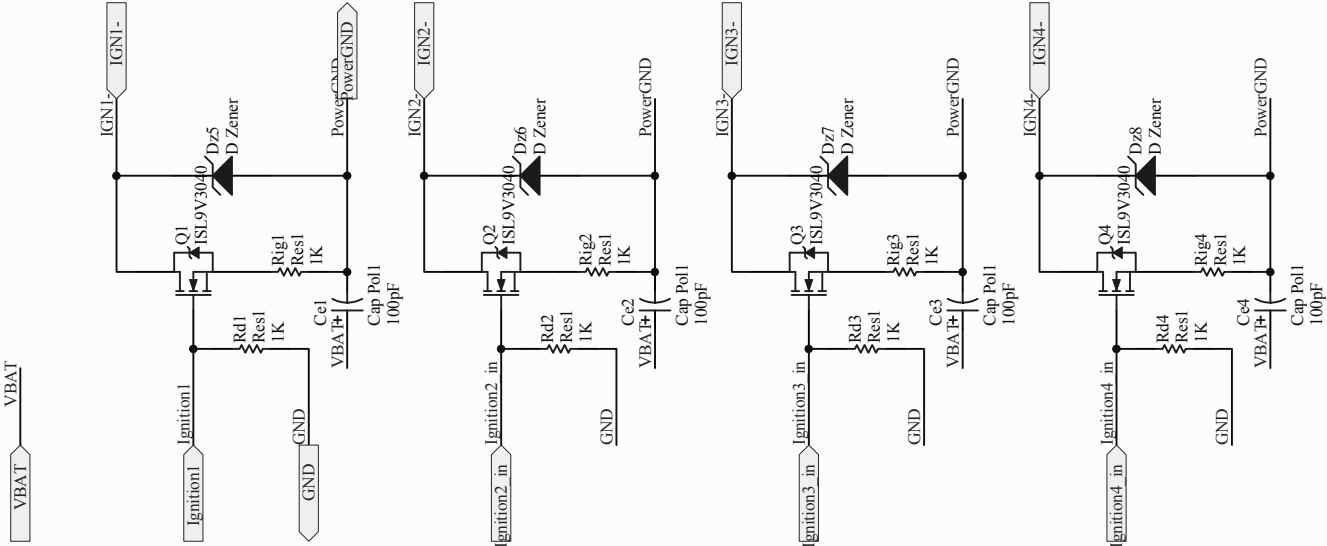 VBAT
VBAT
IGN1-
IGN1-
PowerGND
PowerGND
Dz5
D Zener
Q1
ISL9V3040
Rig1
Res1
1K
Ce1
Cap Pol1
100pF
VBAT+
Rd1
Res1
1K
Ignition1
Ignition1
GND
GND
IGN2-
IGN2-
PowerGND
Dz6
D Zener
Q2
ISL9V3040
Rig2
Res1
1K
Ce2
Cap Pol1
100pF
VBAT+
Rd2
Res1
1K
Ignition2_in
Ignition2_in
GND
IGN3-
IGN3-
PowerGND
Dz7
D Zener
Q3
ISL9V3040
Rig3
Res1
1K
Ce3
Cap Pol1
100pF
VBAT+
Rd3
Res1
1K
Ignition3_in
Ignition3_in
GND
IGN4-
IGN4-
PowerGND
Dz8
D Zener
Q4
ISL9V3040
Rig4
Res1
1K
Ce4
Cap Pol1
100pF
VBAT+
Rd4
Res1
1K
Ignition4_in
Ignition4_in
GND